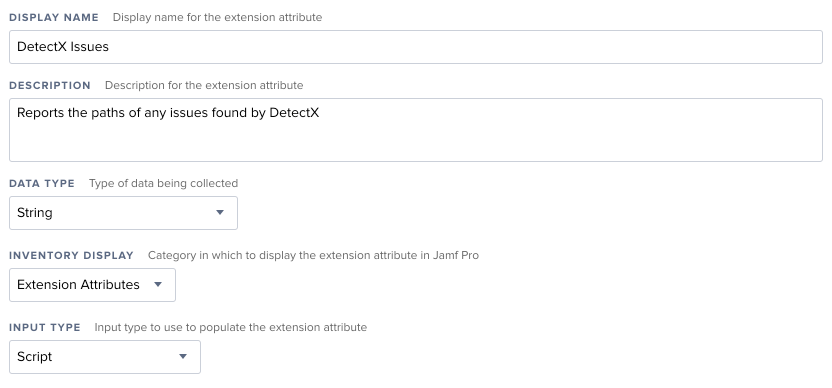 DISPLAY NAME Display name for the extension attribute
DetectX Issues
DESCRIPTION Description for the extension attribute
Reports the paths of any issues found by DetectX
DATA TYPE Type of data being collected
String
INVENTORY DISPLAY Category in which to display the extension attribute in Jamf Pro
Extension Attributes
INPUT TYPE Input type to use to populate the extension attribute
Script